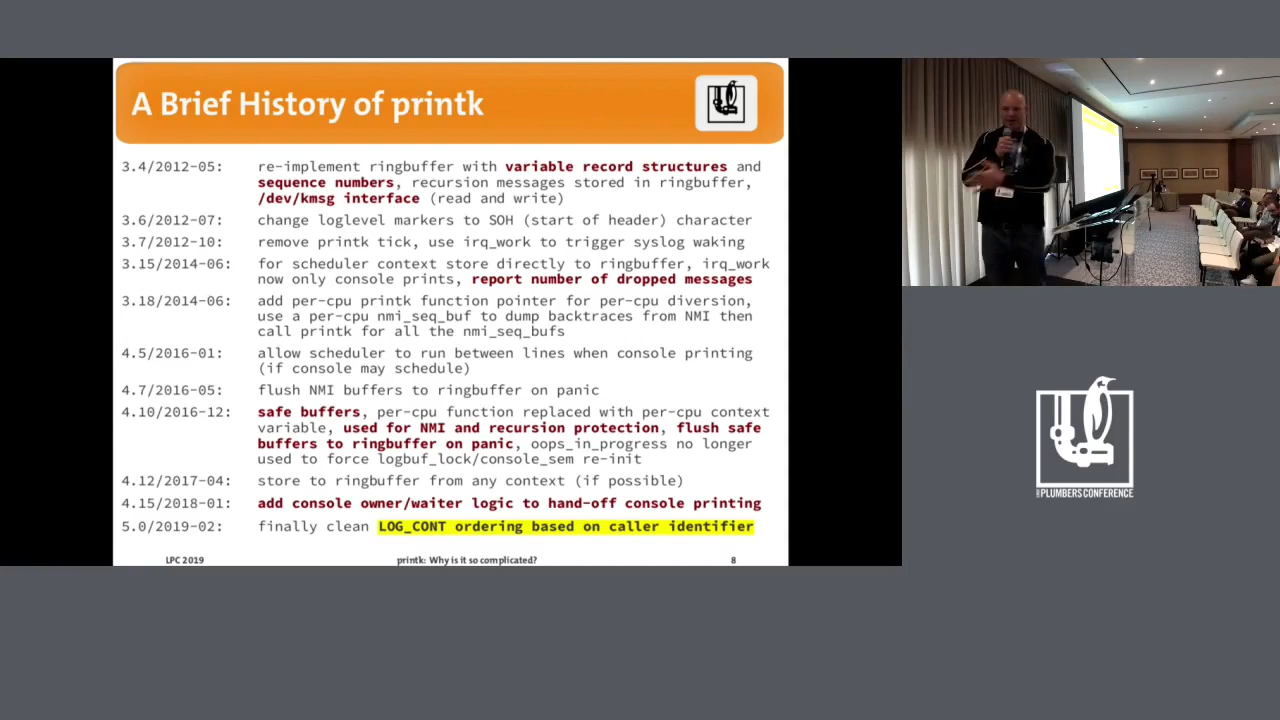 A Brief History of printk
3.4/2012-05: re-implement ringbuffer with variable record structures and
sequence numbers, recursion messages stored in ringbuffer,
/dev/kmsg interface (read and write)
3.6/2012-07: change loglevel markers to SOH (start of header) character
3.7/2012-10: remove printk tick, use irq_work to trigger syslog waking
3.15/2014-06: for scheduler context store directly to ringbuffer, irq_work
now only console prints, report number of dropped messages
3.18/2014-06: add per-cpu printk function pointer for per-cpu diversion,
use a per-cpu nmi_seq_buf to dump backtraces from NMI then
call printk for all the nmi_seq_bufs
4.5/2016-01: allow scheduler to run between lines when console printing
(if console may schedule)
4.7/2016-05: flush NMI buffers to ringbuffer on panic
4.10/2016-12: safe buffers, per-cpu function replaced with per-cpu context
variable, used for NMI and recursion protection, flush safe
buffers to ringbuffer on panic, oops_in_progress no longer
used to force logbuf_lock/console_sem re-init
4.12/2017-04: store to ringbuffer from any context (if possible)
4.15/2018-01: add console owner/waiter logic to hand-off console printing
5.0/2019-02: finally clean LOG_CONT ordering based on caller identifier
LPC 2019 printk: Why is it so complicated? 8
PLUMBERS CONFERENCE